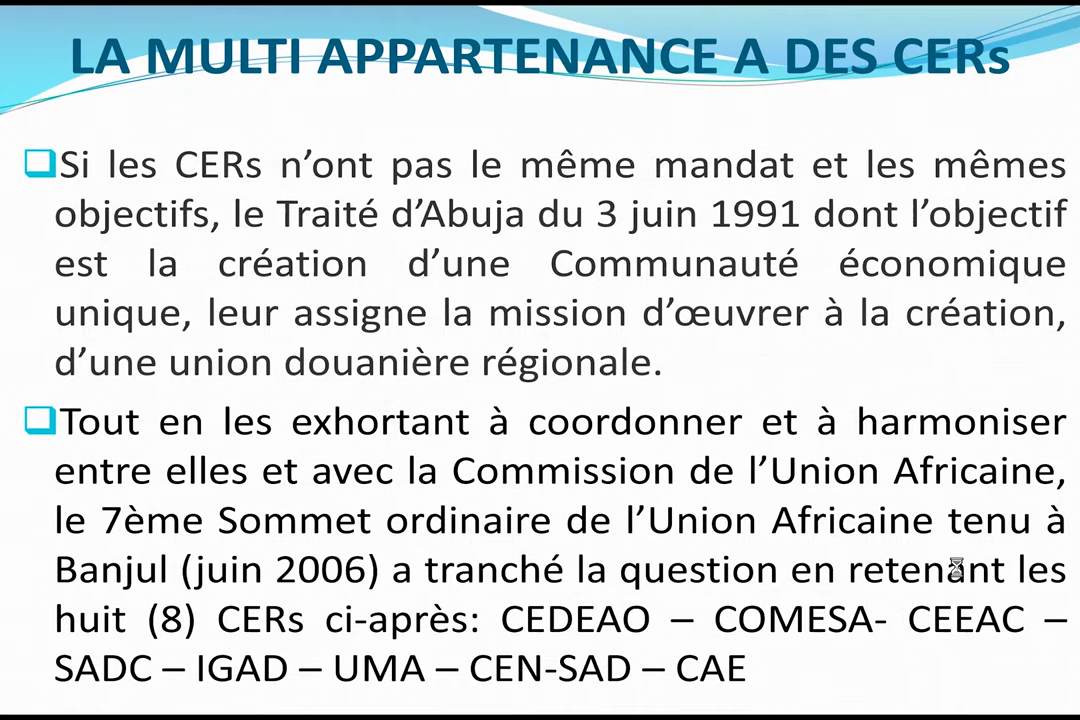 LA MULTI APPARTENANCE A DES CERs
Si les CERs n’ont pas le même mandat et les mêmes
objectifs, le Traité d’Abuja du 3 juin 1991 dont l’objectif
est la création d’une Communauté économique
unique, leur assigne la mission d’œuvrer à la création,
d’une union douanière régionale.
Tout en les exhortant à coordonner et à harmoniser
entre elles et avec la Commission de l’Union Africaine,
le 7ème Sommet ordinaire de l’Union Africaine tenu à
Banjul (juin 2006) a tranché la question en retenant les
huit (8) CERs ci-après: CEDEAO – COMESA- CEEAC –
SADC – IGAD – UMA – CEN-SAD – CAE